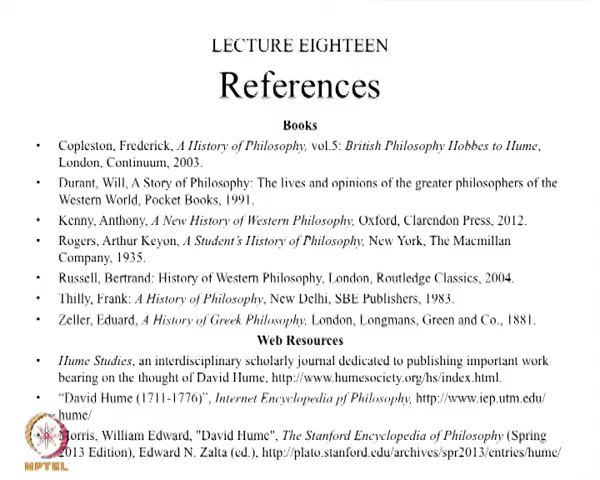 LECTURE EIGHTEEN
References
Books
• Copleston, Frederick, A History of Philosophy, vol.5: British Philosophy Hobbes to Hume,
London, Continuum, 2003.
• Durant, Will, A Story of Philosophy: The lives and opinions of the greater philosophers of the
Western World, Pocket Books, 1991.
• Kenny, Anthony, A New History of Western Philosophy, Oxford, Clarendon Press, 2012.
• Rogers, Arthur Keyon, A Student's History of Philosophy, New York, The Macmillan
Company, 1935.
• Russell, Bertrand: History of Western Philosophy, London, Routledge Classics, 2004.
• Thilly, Frank: A History of Philosophy, New Delhi, SBE Publishers, 1983.
• Zeller, Eduard, A History of Greek Philosophy, London, Longmans, Green and Co., 1881.
Web Resources
• Hume Studies, an interdisciplinary scholarly journal dedicated to publishing important work
bearing on the thought of David Hume, http://www.humesociety.org/hs/index.html.
• “David Hume (1711-1776)”, Internet Encyclopedia pf Philosophy, http://www.iep.utm.edu/
hume/
Morris, William Edward, "David Hume", The Stanford Encyclopedia of Philosophy (Spring
2013 Edition), Edward N. Zalta (ed.), http://plato.stanford.edu/archives/spr2013/entries/hume/
NPTEL